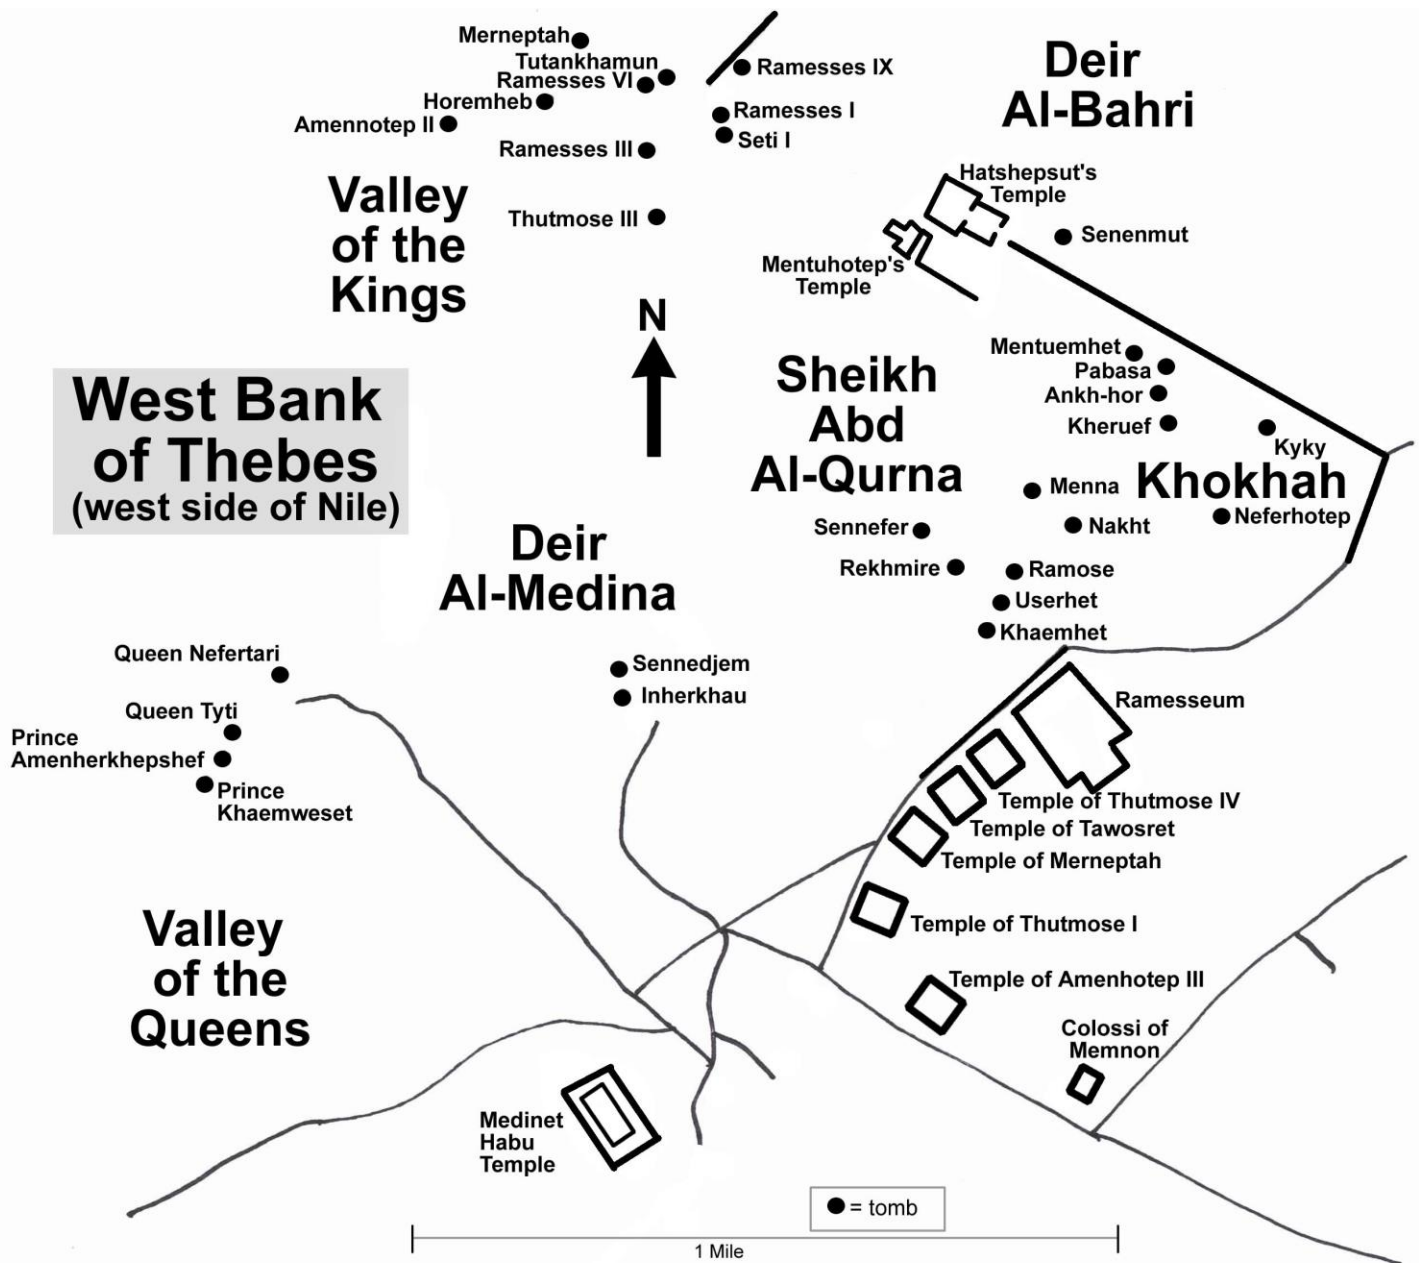 Merneptah
Tutankhamun
Ramesses VI
Ramesses IX
Horemheb
Ramesses I
Amennotep II
Seti I
Ramesses III
Thutmose III
Valley
of the
Kings
Deir
Al-Bahri
Hatshepsut's
Temple
Senenmut
Mentuhotep's
Temple
N
West Bank
of Thebes
(west side of Nile)
Sheikh
Abd
Al-Qurna
Mentuemhet
Pabasa
Ankh-hor
Kheruef
Kyky
Khokhah
Menna
Neferhotep
Nakht
Sennefer
Rekhmire
Ramose
Userhet
Khaemhet
Deir
Al-Medina
Sennedjem
Inherkhau
Queen Nefertari
Queen Tyti
Prince
Amenherkhepshef
Prince
Khaemweset
Valley
of the
Queens
Ramesseum
Temple of Thutmose IV
Temple of Tawosret
Temple of Merneptah
Temple of Thutmose I
Temple of Amenhotep III
Colossi of
Memnon
Medinet
Habu
Temple
= tomb
1 Mile